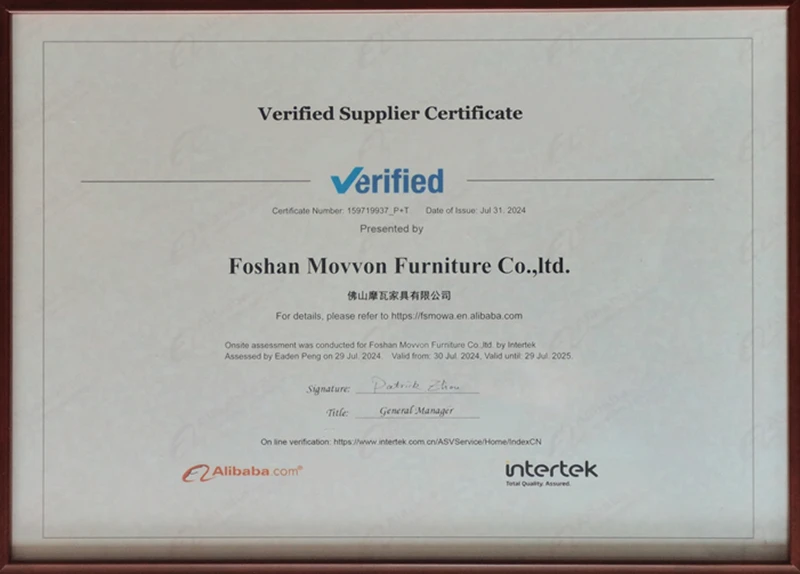 Verified Supplier Certificate
Verified
Certificate Number: 159719937_P+T Date of Issue: Jul 31. 2024
Presented by
Foshan Movvon Furniture Co.,ltd.
佛山摩瓦家具有限公司
For details, please refer to https://fsmowa.en.alibaba.com
Onsite assessment was conducted for Foshan Movvon Furniture Co.,ltd. by Intertek
Assessed by Eaden Peng on 29 Jul. 2024. Valid from: 30 Jul. 2024, Valid until: 29 Jul. 2025.
Signature: Patrick Zhou
Title: General Manager
On line verification: https://www.intertek.com.cn/ASVService/Home/IndexCN
Alibaba.com®
intertek
Total Quality. Assured.